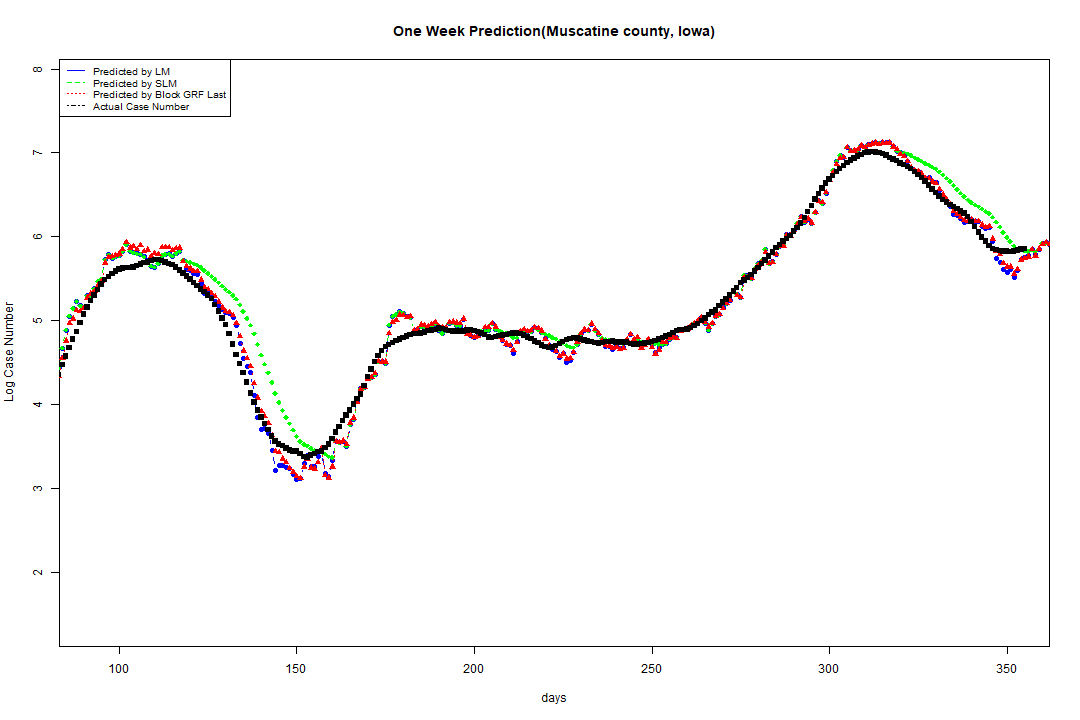 One Week Prediction(Muscatine county, Iowa)
Predicted by LM
Predicted by SLM
Predicted by Block GRF Last
Actual Case Number
Log Case Number
8
7
6
5
4
3
2
100 150 200 250 300 350
days